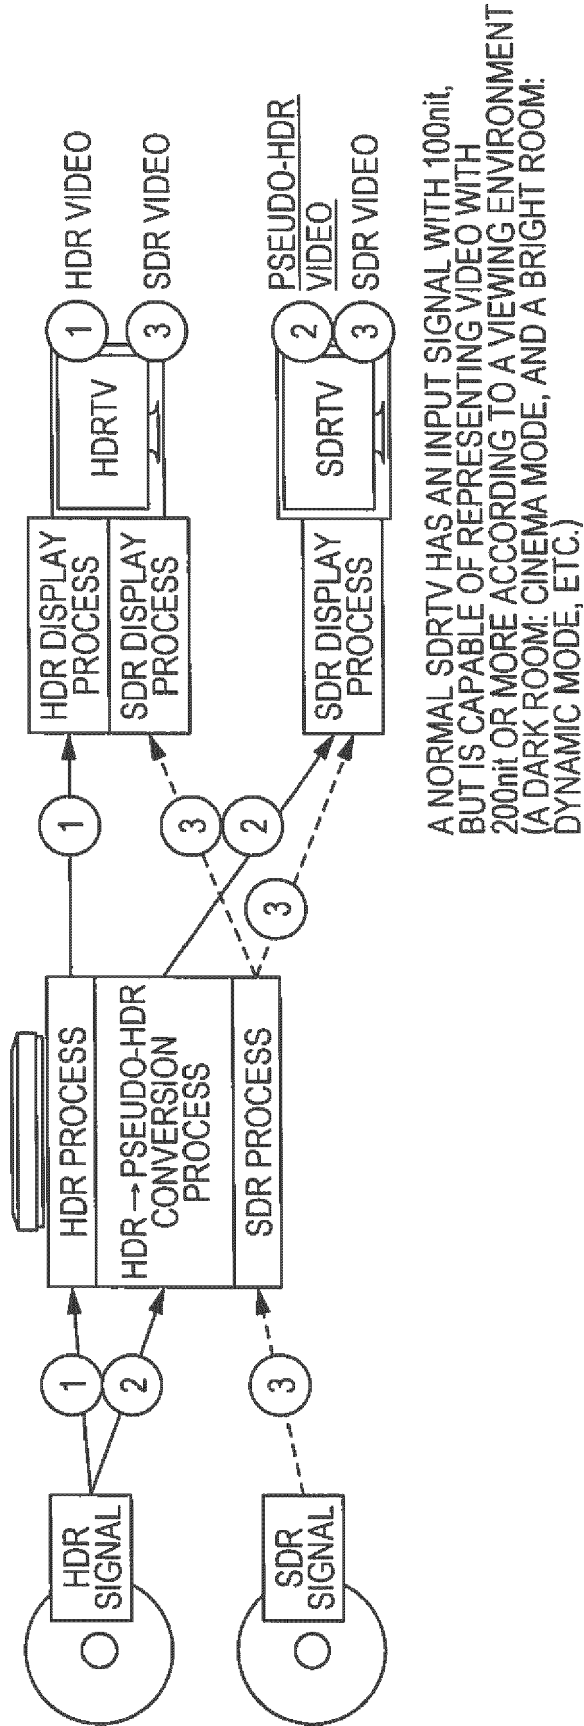 HDR
SIGNAL
SDR
SIGNAL
1
2
3
HDR PROCESS
HDR→PSEUDO-HDR
CONVERSION
PROCESS
SDR PROCESS
1
3
2
3
HDR DISPLAY
PROCESS
SDR DISPLAY
PROCESS
SDR DISPLAY
PROCESS
HDRTV
SDRTV
1
HDR VIDEO
3
SDR VIDEO
2
PSEUDO-HDR
VIDEO
3
SDR VIDEO
A NORMAL SDRTV HAS AN INPUT SIGNAL WITH 100nit,
BUT IS CAPABLE OF REPRESENTING VIDEO WITH
200nit OR MORE ACCORDING TO A VIEWING ENVIRONMENT
(A DARK ROOM: CINEMA MODE, AND A BRIGHT ROOM:
DYNAMIC MODE, ETC.)